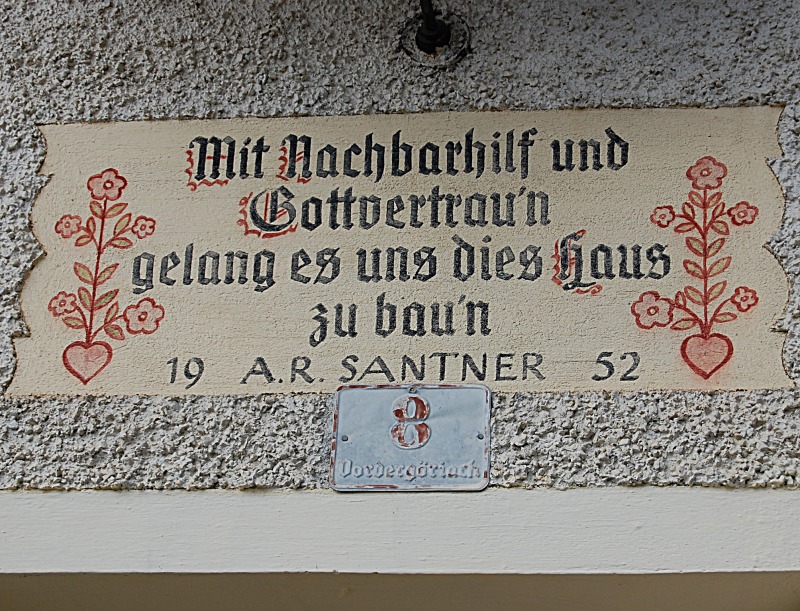 Mit Nachbarhilf und
Gottvertrau'n
gelang es uns dies Haus
zu bau'n
19 A.R. SANTNER 52
8
Vordergöriach